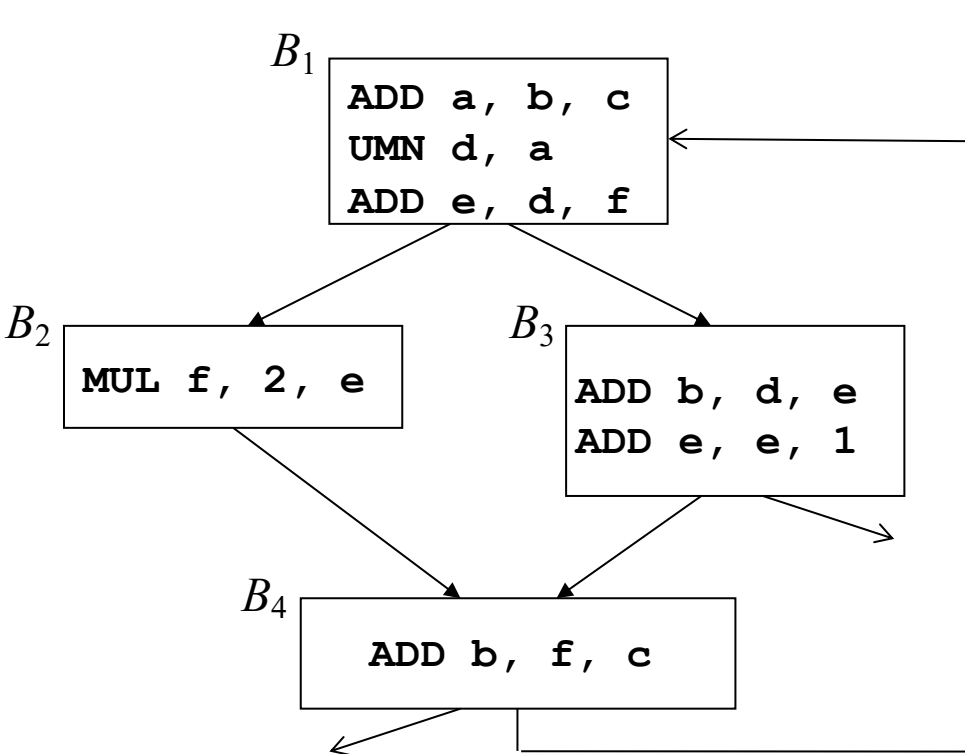 B₁
ADD a, b, c
UMN d, a
ADD e, d, f
B₂
MUL f, 2, e
B₃
ADD b, d, e
ADD e, e, 1
B₄
ADD b, f, c